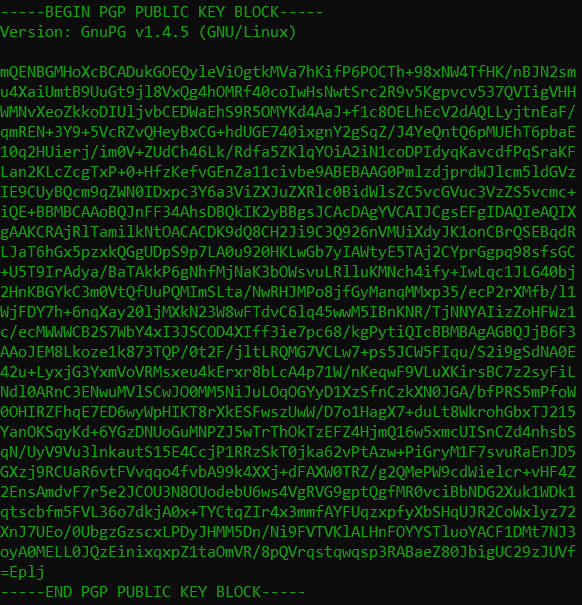 -----BEGIN PGP PUBLIC KEY BLOCK-----
Version: GnuPG v1.4.5 (GNU/Linux)

mQENBGMHoXcBCADukGOEQyleViOgtkMVa7hKifP6POCTh+98xNW4TfHK/nBJN2sm
u4XaiUmtB9UuGt9jl8VxQg4hOMRf40coIwHsNwtSrc2R9v5Kgpvcv537QVIigVHH
WMNvXeoZkkoDIUljvbCEDWaEhS9R5OMYKd4AaJ+f1c8OELhEcV2dAQLLyjtnEaF/
qmREN+3Y9+5VcRZvQHeyBxCG+hdUGE740ixgnY2gSqZ/J4YeQntQ6pMUEhT6pbaE
10q2HUierj/im0V+ZUdCh46Lk/Rdfa5ZKlqYOiA2iN1coDPIdyqKavcdfPqSraKF
Lan2KLcZcgTxP+0+HfzKefvGEnZa11civbe9ABEBAAG0PmlzdjprdWJlcm5ldGVz
IE9CUyBQcm9qZWN0IDxpc3Y6a3ViZXJuZXRlc0BidWlsZC5vcGVuc3VzZS5vcmc+
iQE+BBMBCAAoBQJnFF34AhsDBQkIK2yBBgsJCAcDAgYVCAIJCgsEFgIDAQIeAQIX
gAAKCRAjRlTamilkNtOACACDK9dQ8CH2Ji9C3Q926nVMUiXdyJK1onCBrQSEBqdR
LJaT6hGx5pzxkQGgUDpS9p7LA0u920HKLwGb7yIAWtyE5TAj2CYprGgpq98sfsGC
+U5T9IrAdya/BaTAkkP6gNhfMjNaK3bOWsvuLRlluKMNch4ify+IwLqc1JLG40bj
2HnKBGYkC3m0VtQfUuPQMImSLta/NwRHJMPo8jfGyManqMMxp35/ecP2rXMfb/l1
WjFDY7h+6nqXay20ljMXkN23W8wFTdvC6lq45wwM5IBnKNR/TjNNYAIizZoHFWz1
c/ecMWWWCB2S7WbY4xI3JSCOD4XIff3ie7pc68/kgPytiQIcBBMBAgAGBQJjB6F3
AAoJEM8Lkoze1k873TQP/0t2F/jltLRQMG7VCLw7+ps5JCW5FIqu/S2i9gSdNA0E
42u+LyxjG3YxmVoVRMsxeu4kErxr8bLcA4p71W/nKeqwF9VLuXKirsBC7z2syFiL
Ndl0ARnC3ENwuMVlSCwJO0MM5NiJuLOqOGYyD1XzSfnCzkXN0JGA/bfPRS5mPfoW
0OHIRZFhqE7ED6wyWpHIKT8rXkESFwszUwW/D7o1HagX7+duLt8WkrohGbxTJ215
YanOKSqyKd+6YGzDNUoGuMNPZJ5wTrThOkTzEFZ4HjmQ16w5xmcUISnCZd4nhsbS
qN/UyV9Vu3lnkautS15E4CcjP1RRzSkT0jka62vPtAzw+PiGryM1F7svuRaEnJD5
GXzj9RCUaR6vtFVvqqo4fvbA99k4XXj+dFAXW0TRZ/g2QMePW9cdWielcr+vHF4Z
2EnsAmdvF7r5e2JCOU3N8OUodebU6ws4VgRVG9gptQgfMR0vciBbNDG2Xuk1WDk1
qtscbfm5FVL36o7dkjA0x+TYCtqZIr4x3mmfAYFUqzxpfyXbSHqUJR2CoWxlyz72
XnJ7UEo/0UbgzGzscxLPDyJHMM5Dn/Ni9FVTVKlALHnFOYYSTluoYACF1DMt7NJ3
oyA0MELL0JQzEinixqxpZ1taOmVR/8pQVrqstqwqsp3RABaeZ80JbigUC29zJUVf
=Eplj
-----END PGP PUBLIC KEY BLOCK-----